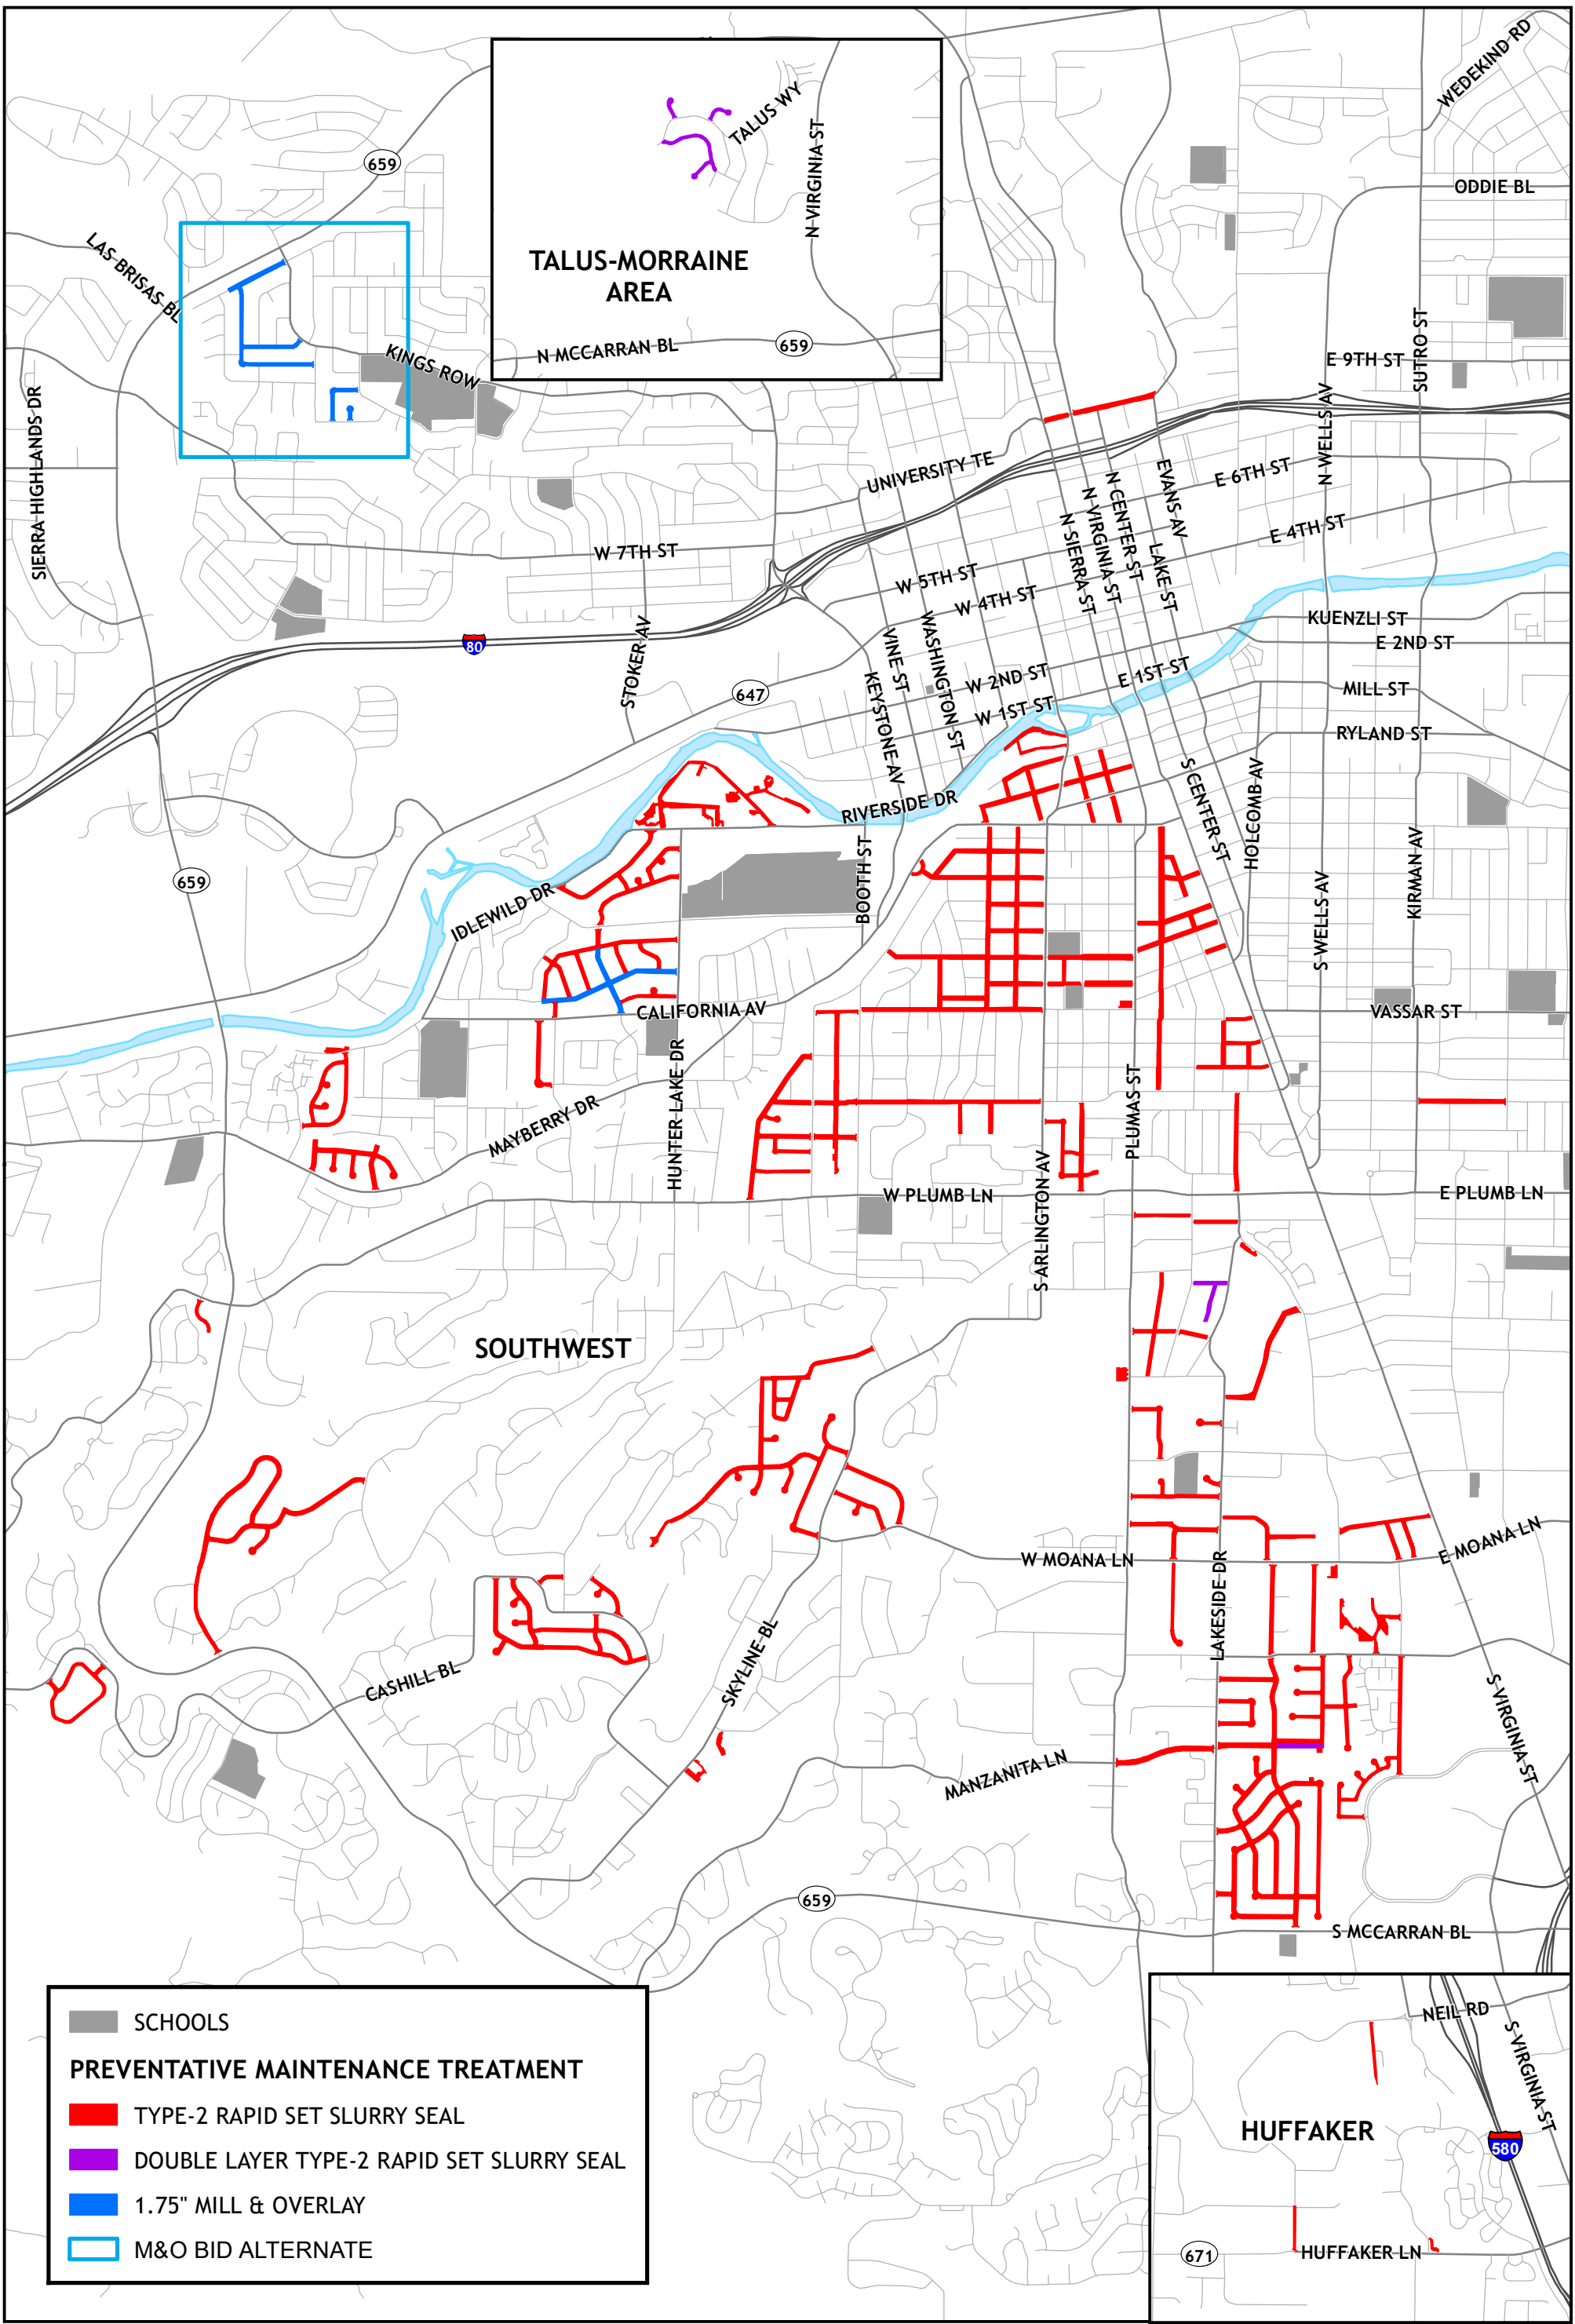 WEDEKIND RD
TALUS WY
N VIRGINIA ST
659
ODDIE BL
LAS BRISAS BL
TALUS-MORRAINE
AREA
N MCCARRAN BL
659
KINGS ROW
SUTRO ST
E 9TH ST
SIERRA HIGHLANDS DR
N WELLS AV
UNIVERSITY TE
EVANS AV
E 6TH ST
N CENTER ST
N VIRGINIA ST
N SIERRA ST
E 4TH ST
LAKE ST
W 7TH ST
W 5TH ST
W 4TH ST
KUENZLI ST
E 2ND ST
80
STOKER AV
VINE ST
WASHINGTON ST
KEYSTONE AV
W 2ND ST
E 1ST ST
MILL ST
647
W 1ST ST
RYLAND ST
S CENTER ST
HOLCOMB AV
RIVERSIDE DR
BOOTH ST
KIRMAN AV
659
IDLEWILD DR
S WELLS AV
CALIFORNIA AV
VASSAR ST
HUNTER LAKE DR
MAYBERRY DR
PLUMAS ST
S ARLINGTON AV
W PLUMB LN
E PLUMB LN
SOUTHWEST
W MOANA LN
E MOANA LN
LAKESIDE DR
SKYLINE BL
CASHILL BL
S VIRGINIA ST
MANZANITA LN
659
S MCCARRAN BL
SCHOOLS
PREVENTATIVE MAINTENANCE TREATMENT
TYPE-2 RAPID SET SLURRY SEAL
DOUBLE LAYER TYPE-2 RAPID SET SLURRY SEAL
1.75" MILL & OVERLAY
M&O BID ALTERNATE
NEIL RD
S VIRGINIA ST
HUFFAKER
580
671
HUFFAKER LN